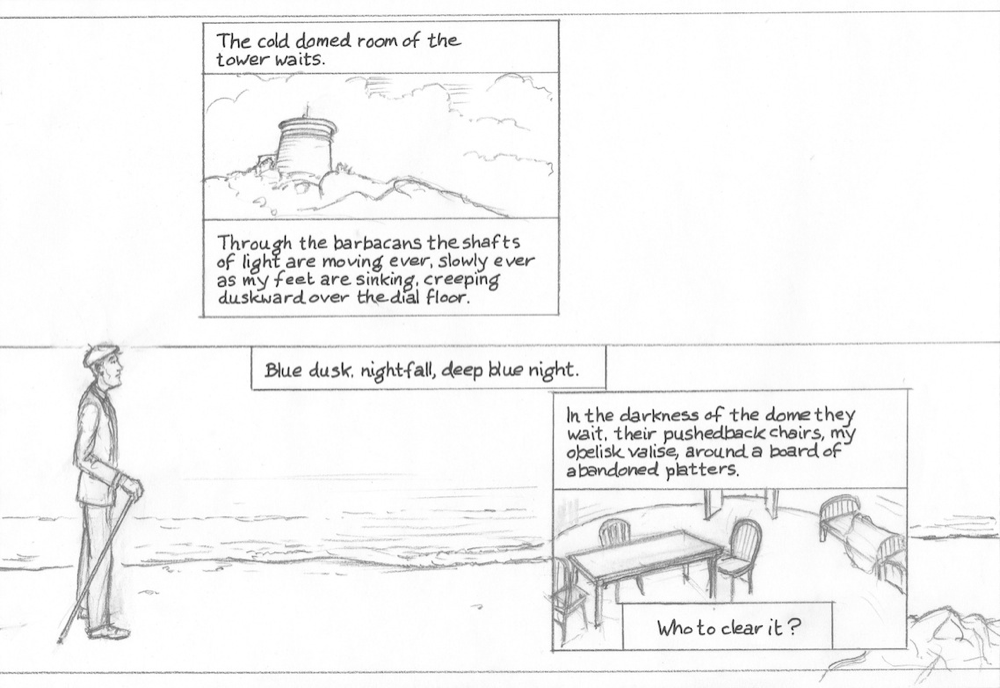 The cold domed room of the
tower waits.
Through the barbacans the shafts
of light are moving ever, slowly ever
as my feet are sinking, creeping
duskward over the dial floor.
Blue dusk, nightfall, deep blue night.
In the darkness of the dome they
wait, their pushedback chairs, my
obelisk valise, around a board of
abandoned platters.
Who to clear it?